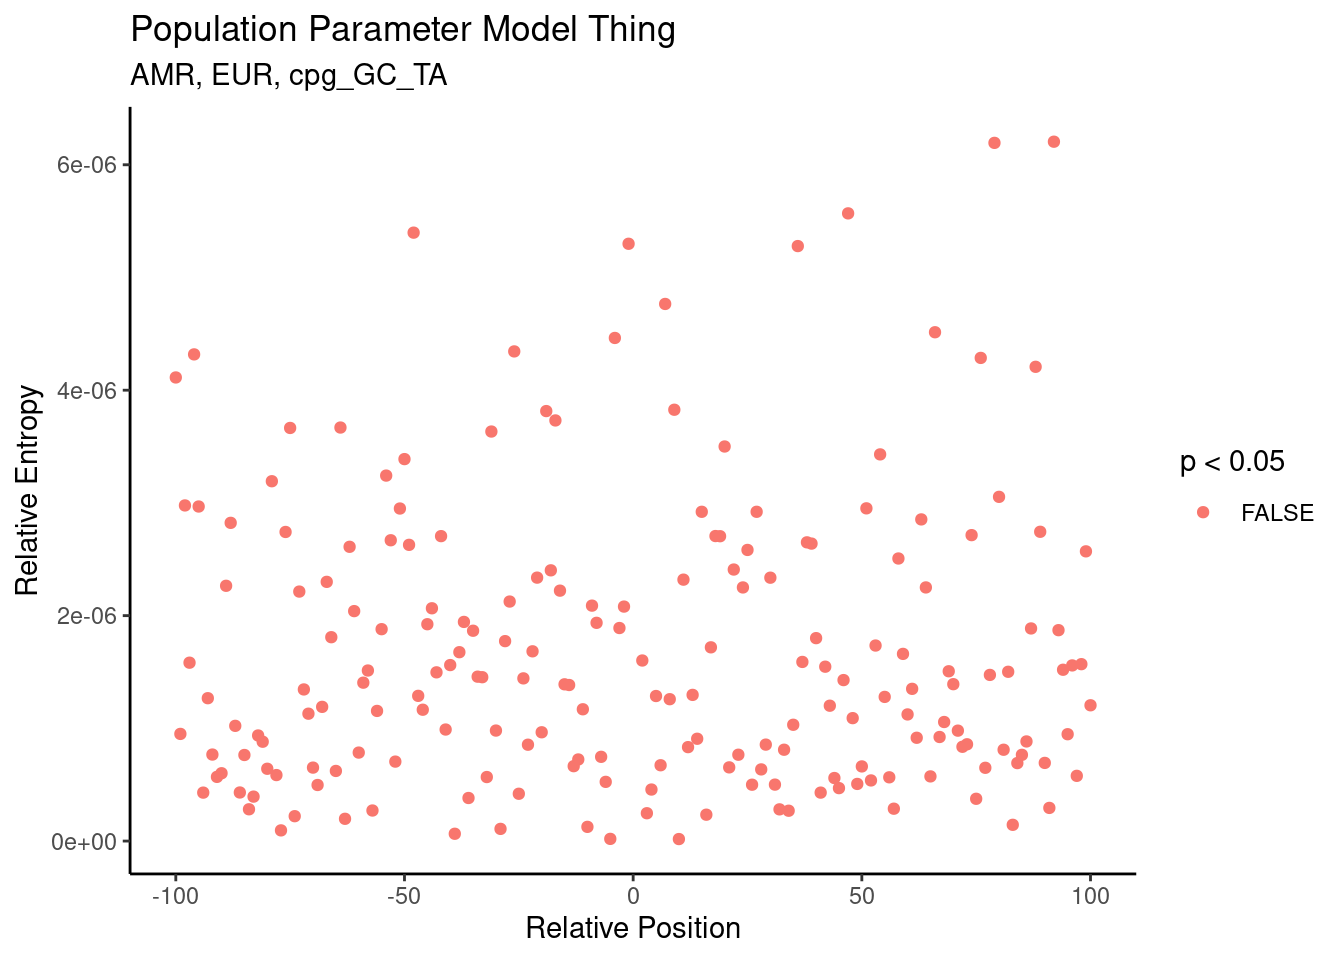 Population Parameter Model Thing
AMR, EUR, cpg_GC_TA
6e-06
4e-06
2e-06
0e+00
Relative Entropy
-100 -50 0 50 100
Relative Position
p < 0.05
FALSE